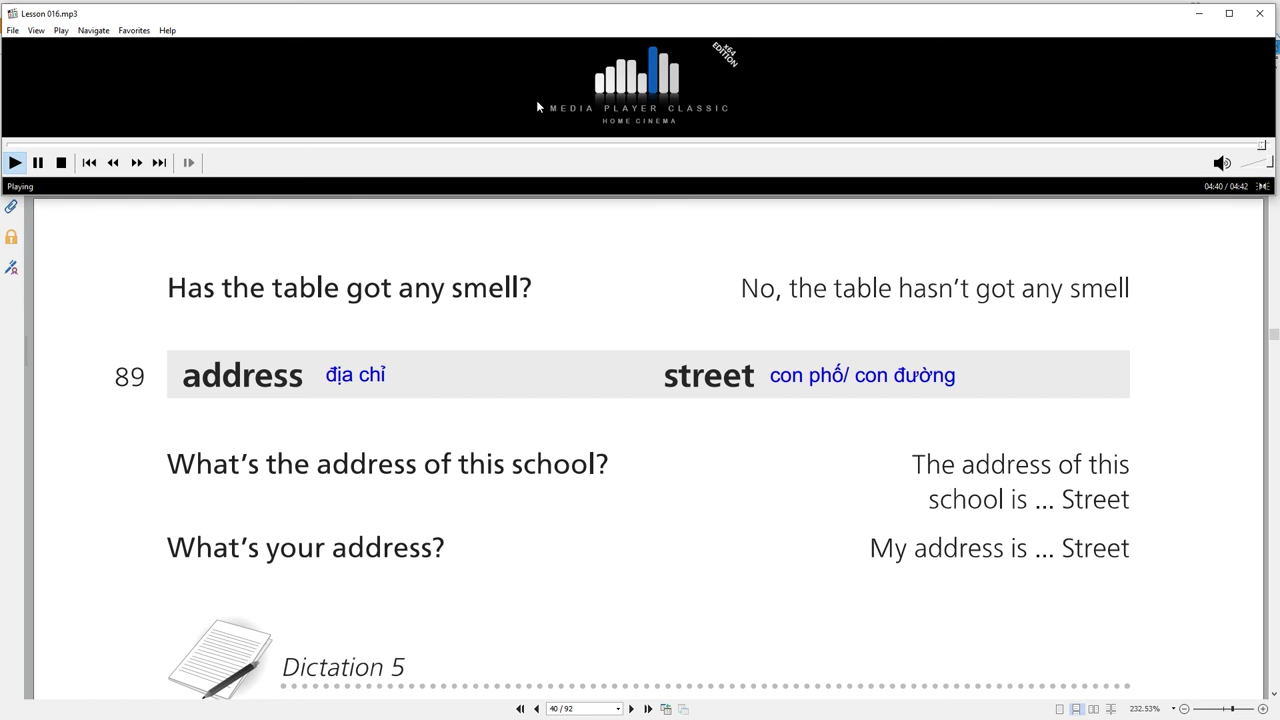 Lesson 016.mp3
File View Play Navigate Favorites Help
x64
EDITION
MEDIA PLAYER CLASSIC
HOME CINEMA
Playing 04:40 / 04:42
Has the table got any smell? No, the table hasn't got any smell
89 address địa chỉ street con phố/ con đường
What's the address of this school? The address of this
school is ... Street
What's your address? My address is ... Street
Dictation 5
40 / 92 232.53%